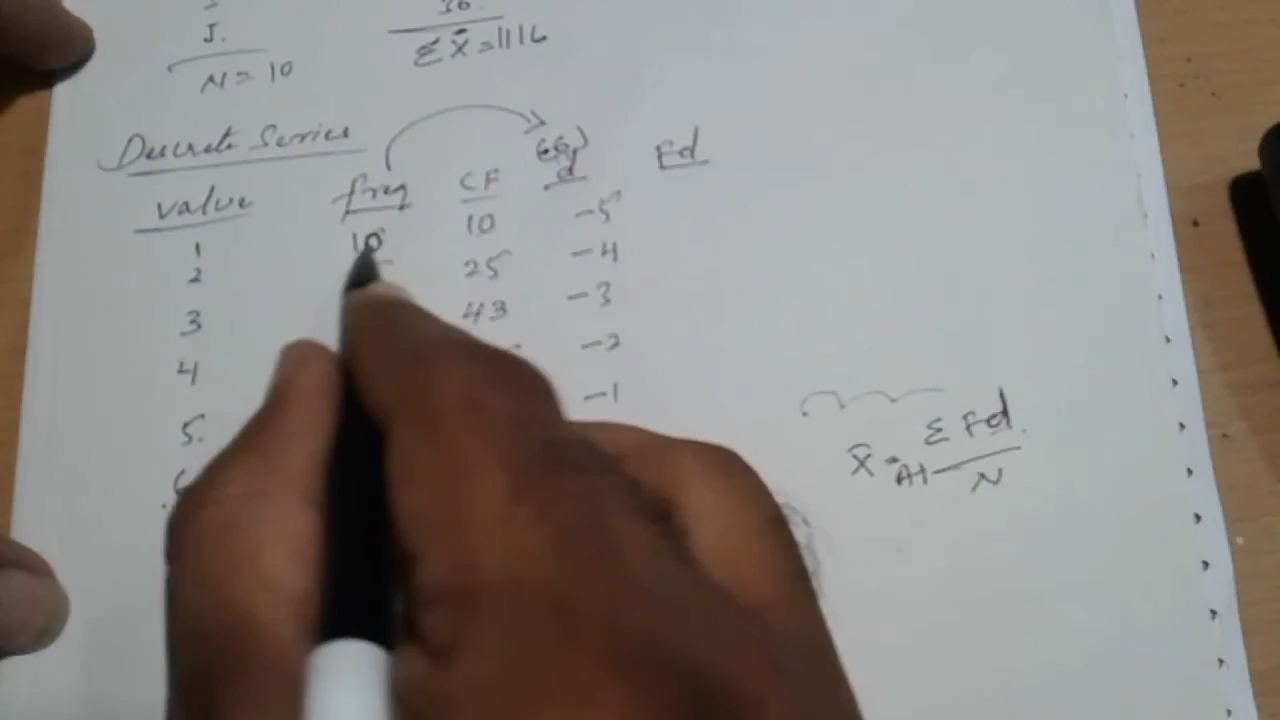 J.
N = 10
Σx̄ = 1116
Discrete Series
value freq CF d Fd
1 10 10 -5
2 25 -4
3 43 -3
4 -2
5. -1
x̄ = A+ ΣFd. / N